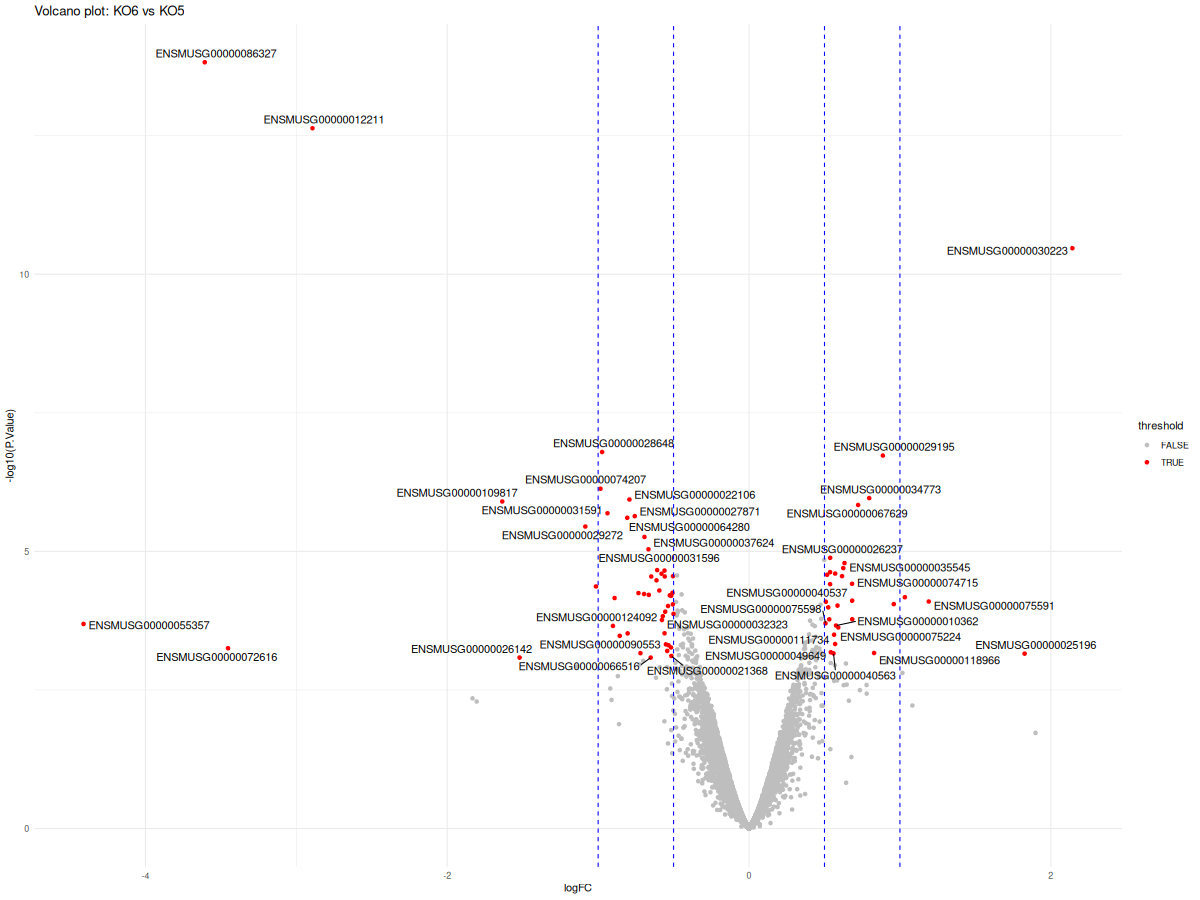 Volcano plot: KO6 vs KO5
ENSMUSG00000086327
ENSMUSG00000012211
ENSMUSG00000030223
10
-log10(P.Value)
threshold
FALSE
TRUE
ENSMUSG00000028648
ENSMUSG00000029195
ENSMUSG00000074207
ENSMUSG00000109817
ENSMUSG00000022106
ENSMUSG00000034773
ENSMUSG00000031591
ENSMUSG00000027871
ENSMUSG00000067629
ENSMUSG00000064280
ENSMUSG00000029272
ENSMUSG00000037624
ENSMUSG00000026237
5
ENSMUSG00000031596
ENSMUSG00000035545
ENSMUSG00000074715
ENSMUSG00000040537
ENSMUSG00000075598
ENSMUSG00000075591
ENSMUSG00000124092
ENSMUSG00000010362
ENSMUSG00000055357
ENSMUSG00000032323
ENSMUSG00000075224
ENSMUSG00000111734
ENSMUSG00000090553
ENSMUSG00000025196
ENSMUSG00000026142
ENSMUSG00000072616
ENSMUSG00000049649
ENSMUSG00000118966
ENSMUSG00000066516
ENSMUSG00000021368
ENSMUSG00000040563
0
-4
-2
0
2
logFC